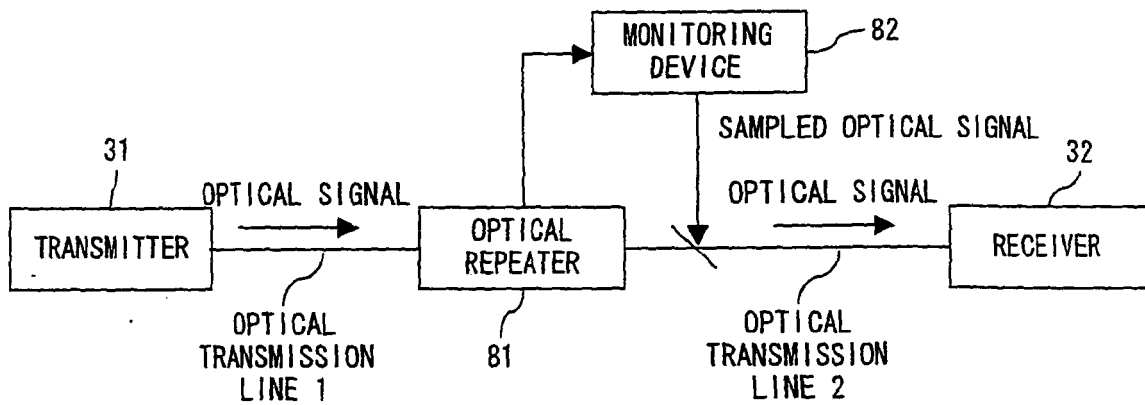 MONITORING
DEVICE
82
SAMPLED OPTICAL SIGNAL
31
OPTICAL SIGNAL
OPTICAL SIGNAL
32
TRANSMITTER
OPTICAL
REPEATER
RECEIVER
OPTICAL
TRANSMISSION
LINE 1
81
OPTICAL
TRANSMISSION
LINE 2